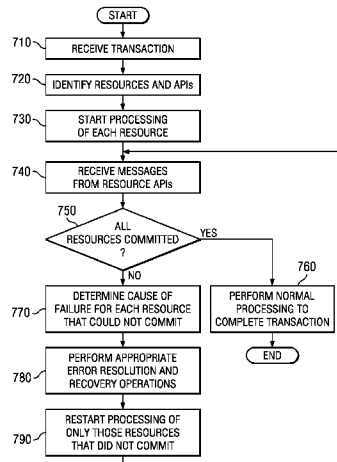 START
710
RECEIVE TRANSACTION
720
IDENTIFY RESOURCES AND APIs
730
START PROCESSING
OF EACH RESOURCE
740
RECEIVE MESSAGES
FROM RESOURCE APIs
750
ALL
RESOURCES COMMITTED
?
YES
NO
760
PERFORM NORMAL
PROCESSING TO
COMPLETE TRANSACTION
END
770
DETERMINE CAUSE OF
FAILURE FOR EACH RESOURCE
THAT COULD NOT COMMIT
780
PERFORM APPROPRIATE
ERROR RESOLUTION AND
RECOVERY OPERATIONS
790
RESTART PROCESSING OF
ONLY THOSE RESOURCES
THAT DID NOT COMMIT